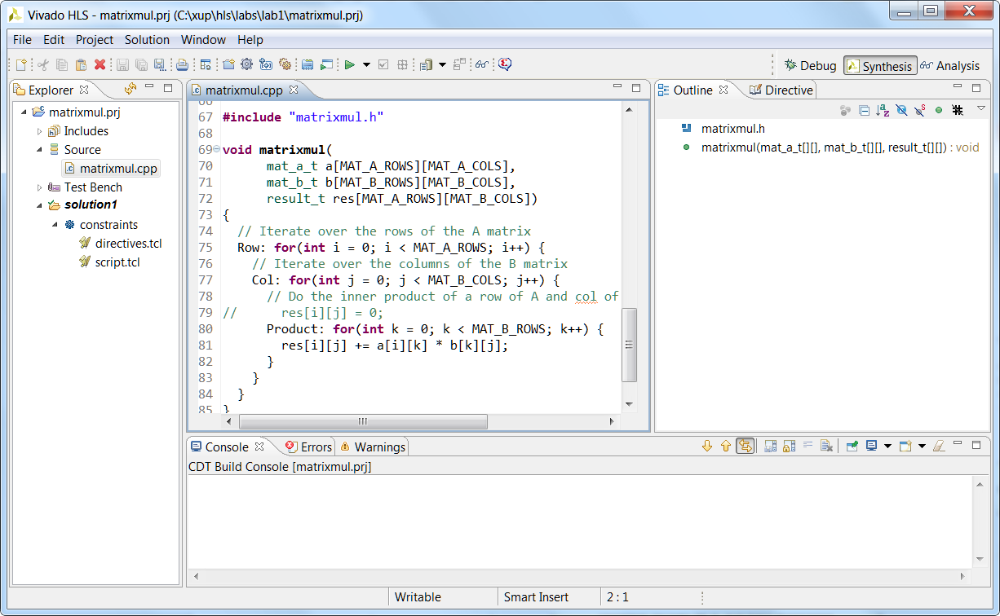 Vivado HLS - matrixmul.prj (C:\xup\hls\labs\lab1\matrixmul.prj)
File Edit Project Solution Window Help
Debug Synthesis Analysis
Explorer
matrixmul.prj
Includes
Source
matrixmul.cpp
Test Bench
solution1
constraints
directives.tcl
script.tcl
matrixmul.cpp
66
67 #include "matrixmul.h"
68
69 void matrixmul(
70 mat_a_t a[MAT_A_ROWS][MAT_A_COLS],
71 mat_b_t b[MAT_B_ROWS][MAT_B_COLS],
72 result_t res[MAT_A_ROWS][MAT_B_COLS])
73 {
74 // Iterate over the rows of the A matrix
75 Row: for(int i = 0; i < MAT_A_ROWS; i++) {
76 // Iterate over the columns of the B matrix
77 Col: for(int j = 0; j < MAT_B_COLS; j++) {
78 // Do the inner product of a row of A and col of
79 // res[i][j] = 0;
80 Product: for(int k = 0; k < MAT_B_ROWS; k++) {
81 res[i][j] += a[i][k] * b[k][j];
82 }
83 }
84 }
85 }
Outline Directive
matrixmul.h
matrixmul(mat_a_t[][], mat_b_t[][], result_t[][]) : void
Console Errors Warnings
CDT Build Console [matrixmul.prj]
Writable Smart Insert 2 : 1